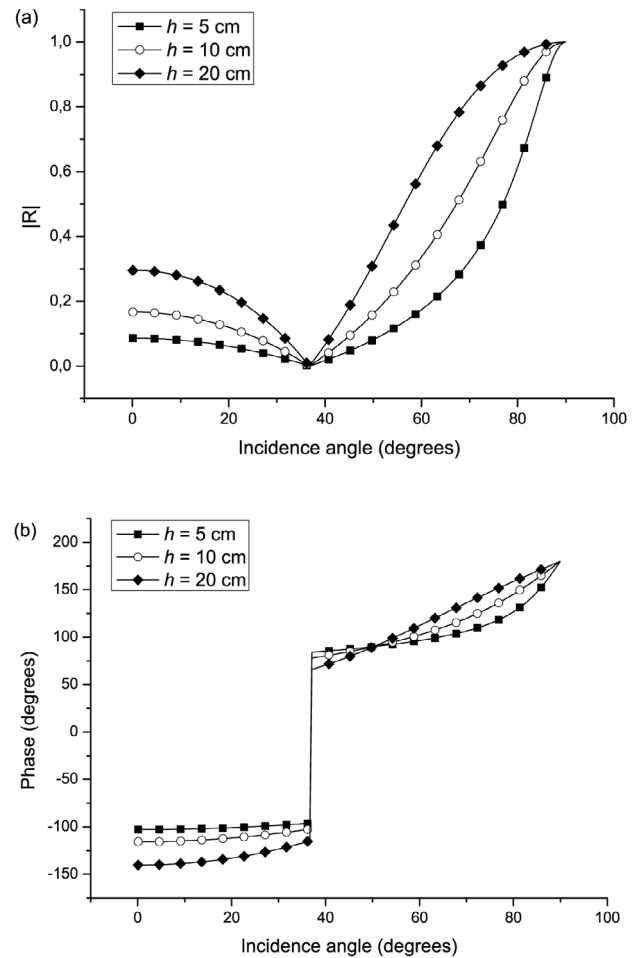 (a)
h = 5 cm
h = 10 cm
h = 20 cm
1,0
0,8
0,6
0,4
0,2
0,0
|R|
0 20 40 60 80 100
Incidence angle (degrees)
(b)
h = 5 cm
h = 10 cm
h = 20 cm
200
150
100
50
0
-50
-100
-150
Phase (degrees)
0 20 40 60 80 100
Incidence angle (degrees)